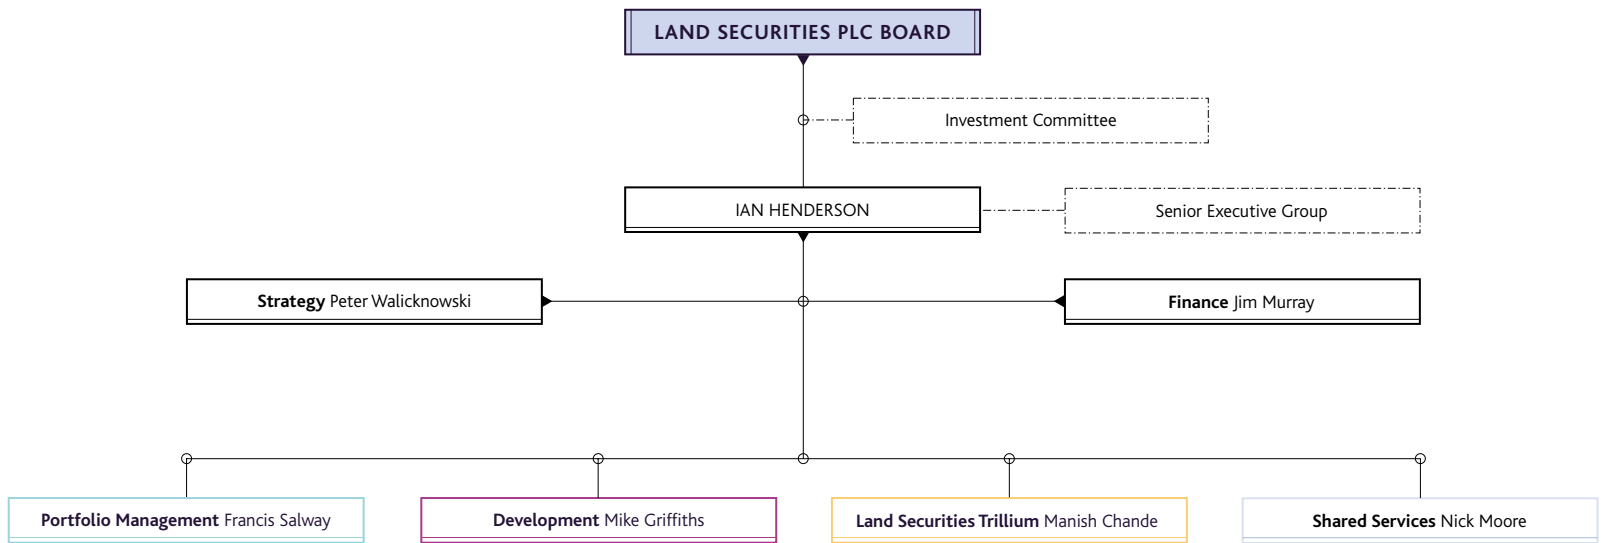 LAND SECURITIES PLC BOARD
Investment Committee
IAN HENDERSON
Senior Executive Group
Strategy Peter Walicknowski
Finance Jim Murray
Portfolio Management Francis Salway
Development Mike Griffiths
Land Securities Trillium Manish Chande
Shared Services Nick Moore